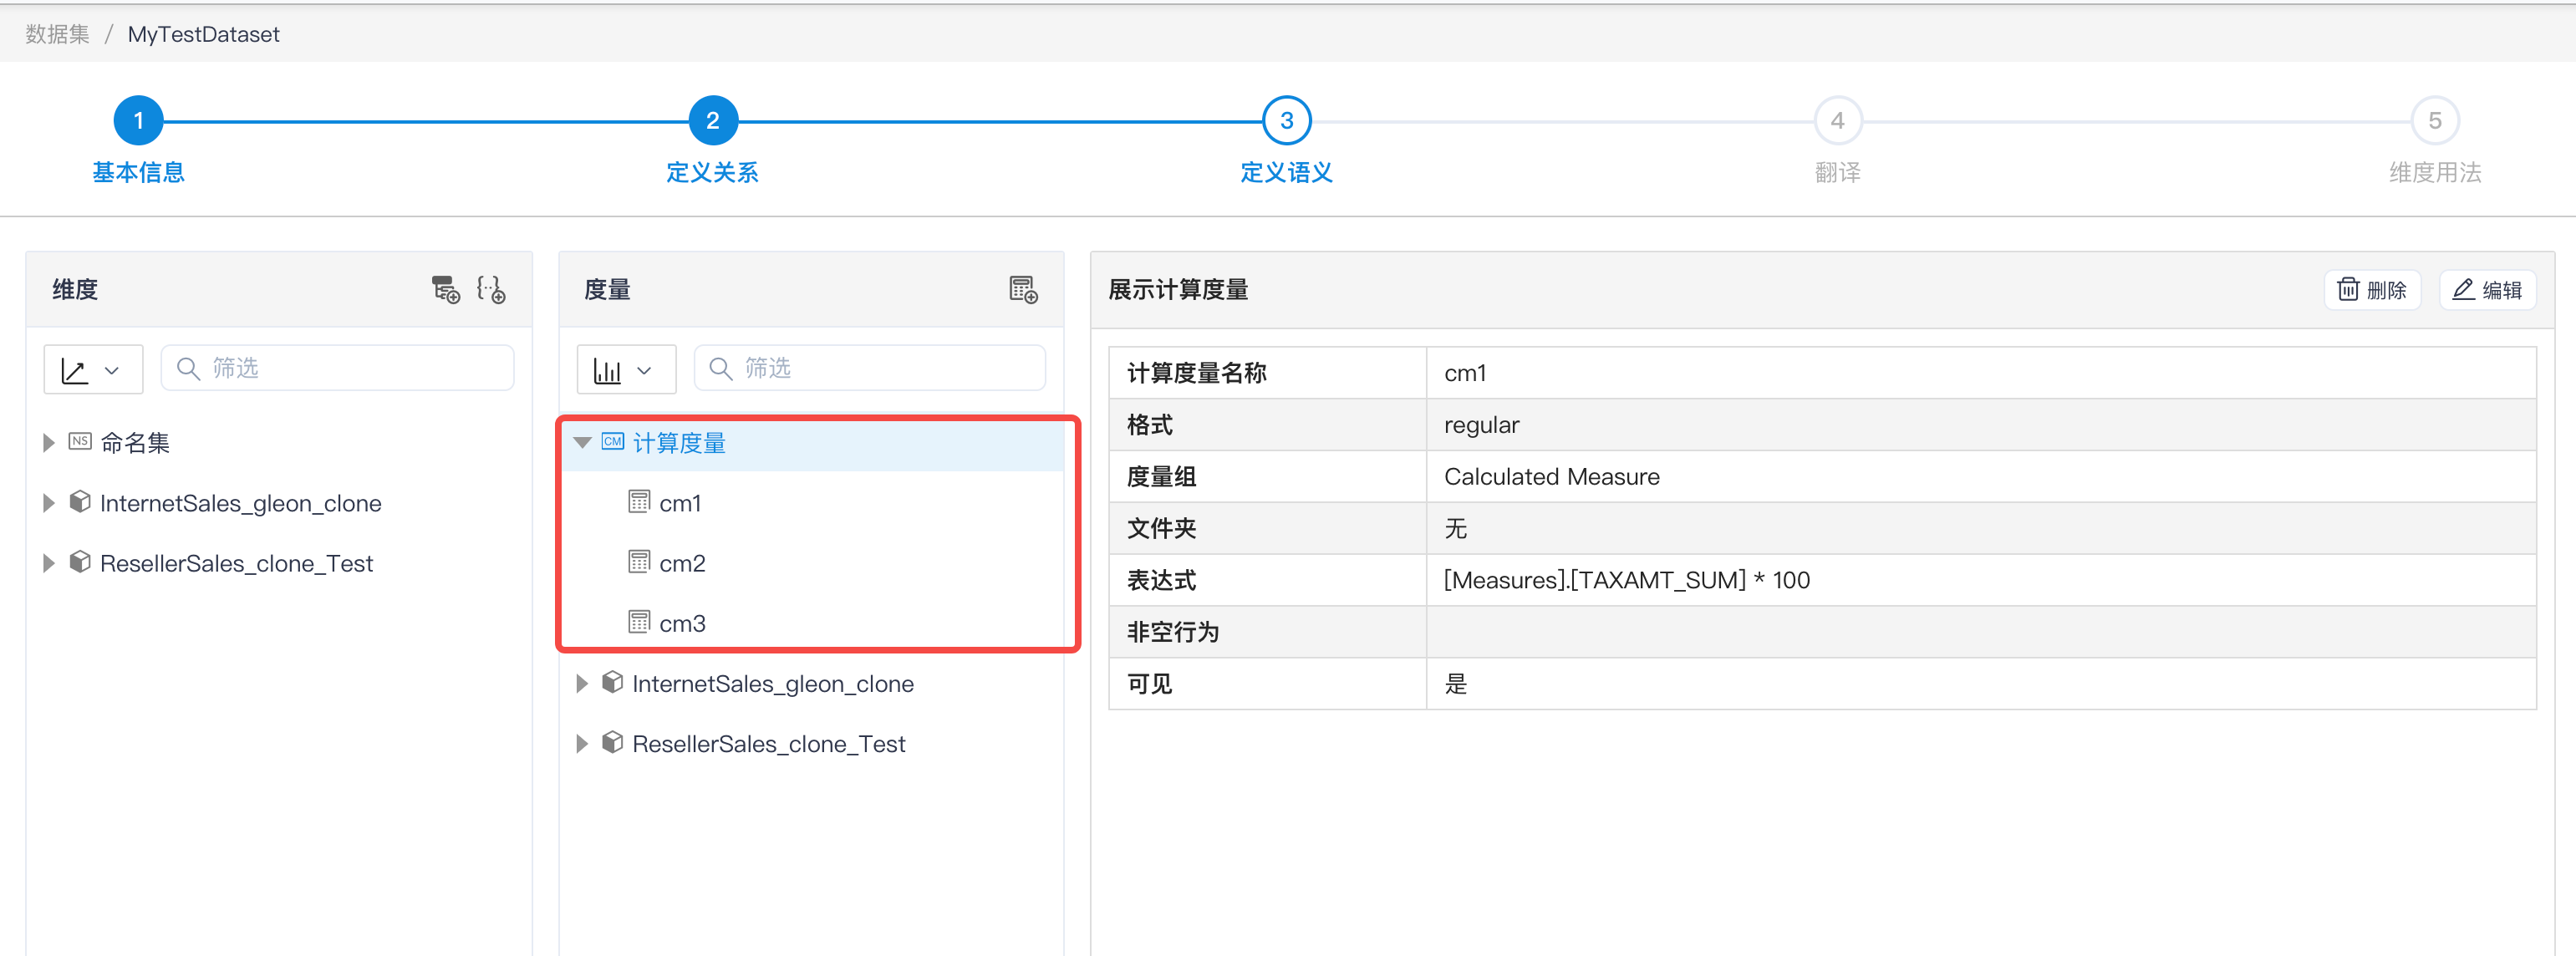 数据集 / MyTestDataset
1
2
3
4
5
基本信息
定义关系
定义语义
翻译
维度用法
维度
筛选
NS 命名集
InternetSales_gleon_clone
ResellerSales_clone_Test
度量
筛选
CM 计算度量
cm1
cm2
cm3
InternetSales_gleon_clone
ResellerSales_clone_Test
展示计算度量
删除
编辑
计算度量名称 cm1
格式 regular
度量组 Calculated Measure
文件夹 无
表达式 [Measures].[TAXAMT_SUM] * 100
非空行为
可见 是